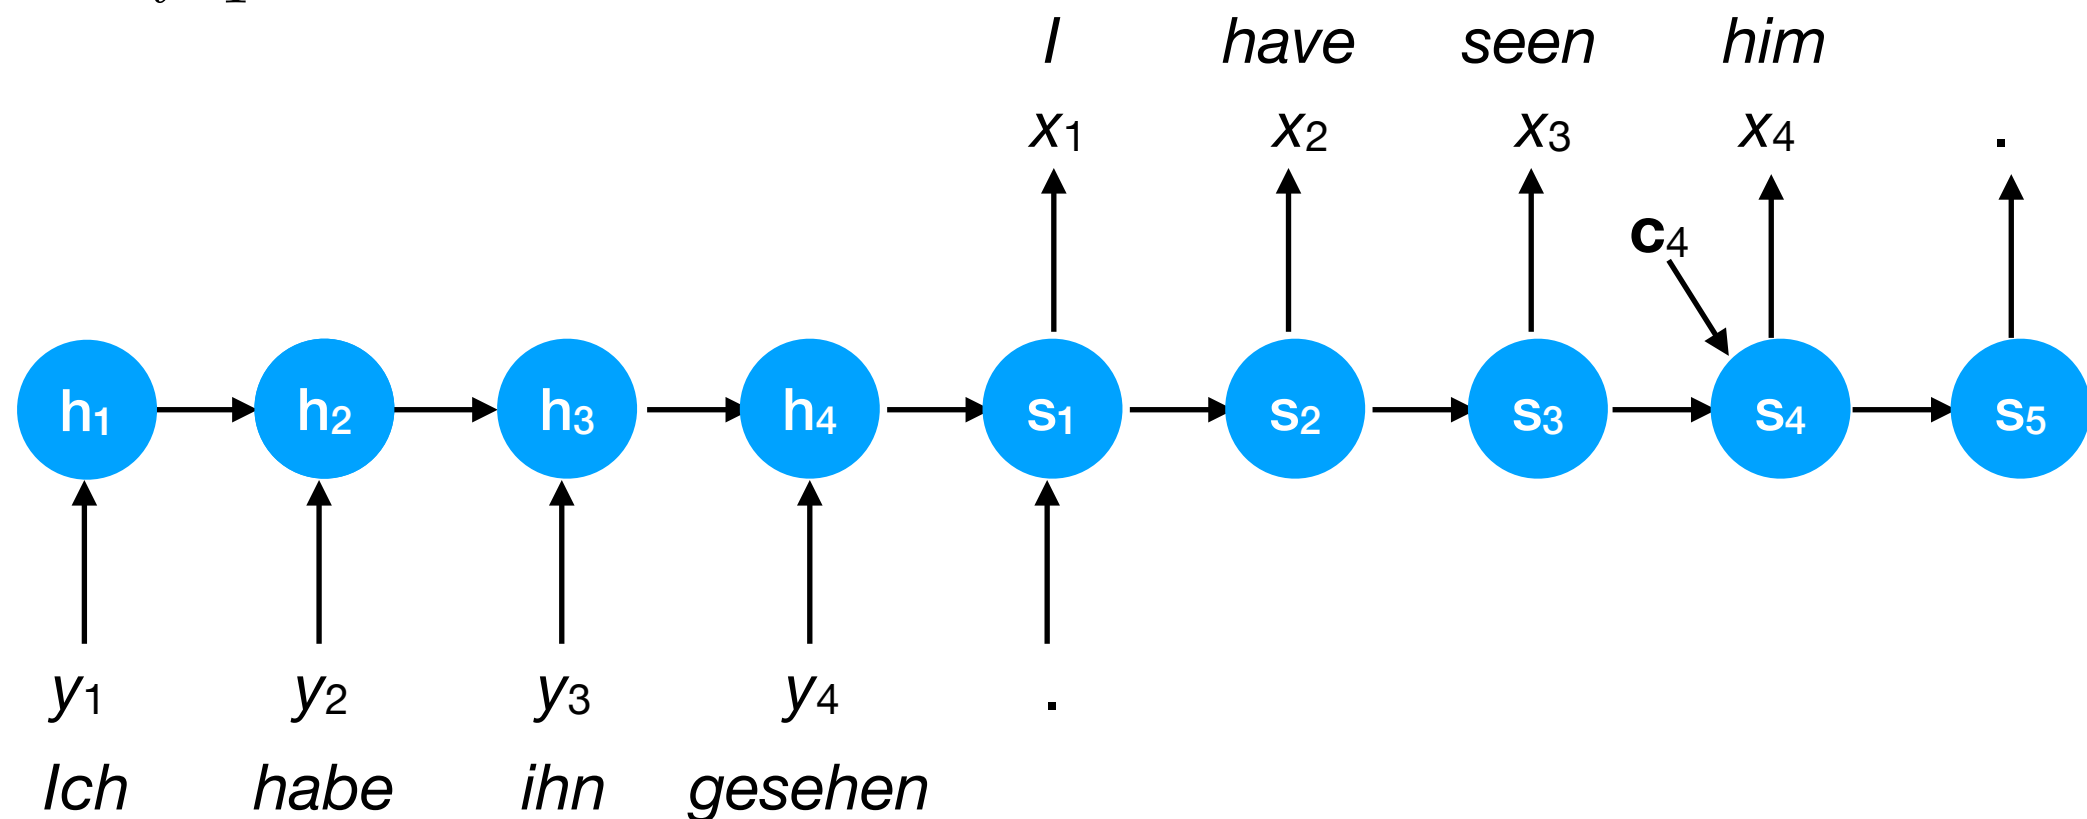 I have seen him
x1 x2 x3 x4 .
c4
h1 h2 h3 h4 s1 s2 s3 s4 s5
y1 y2 y3 y4 .
Ich habe ihn gesehen